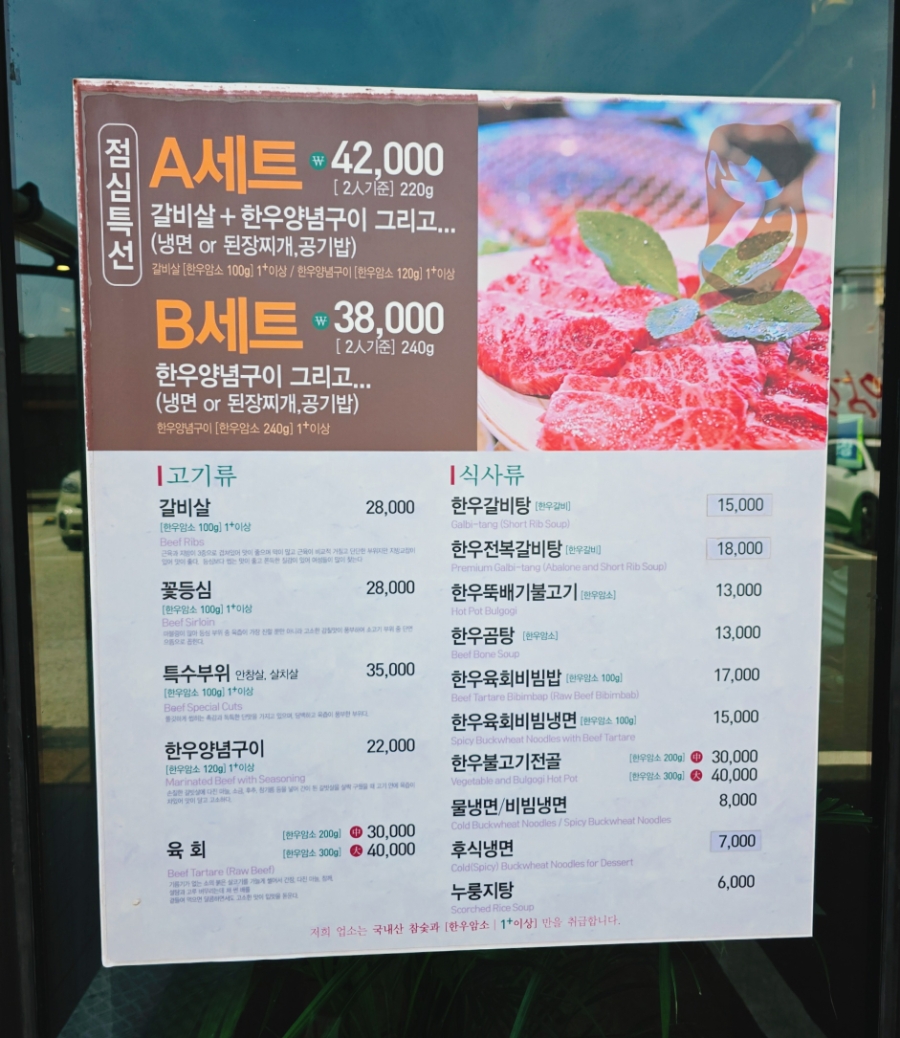 점심특선
A세트 ₩ 42,000
[ 2人기준] 220g
갈비살 + 한우양념구이 그리고...
(냉면 or 된장찌개,공기밥)
갈비살 [한우암소 100g] 1+이상 / 한우양념구이 [한우암소 120g] 1+이상
B세트 ₩ 38,000
[ 2人기준] 240g
한우양념구이 그리고...
(냉면 or 된장찌개,공기밥)
한우양념구이 [한우암소 240g] 1+이상
고기류
갈비살 28,000
[한우암소 100g] 1+이상
Beef Ribs
꽃등심 28,000
[한우암소 100g] 1+이상
Beef Sirloin
특수부위 안창살, 살치살 35,000
[한우암소 100g] 1+이상
Beef Special Cuts
한우양념구이 22,000
[한우암소 120g] 1+이상
Marinated Beef with Seasoning
육 회 [한우암소 200g] 中 30,000
[한우암소 300g] 大 40,000
Beef Tartare (Raw Beef)
식사류
한우갈비탕 [한우갈비] 15,000
Galbi-tang (Short Rib Soup)
한우전복갈비탕 [한우갈비] 18,000
Premium Galbi-tang (Abalone and Short Rib Soup)
한우뚝배기불고기 [한우암소] 13,000
Hot Pot Bulgogi
한우곰탕 [한우암소] 13,000
Beef Bone Soup
한우육회비빔밥 [한우암소 100g] 17,000
Beef Tartare Bibimbap (Raw Beef Bibimbab)
한우육회비빔냉면 [한우암소 100g] 15,000
Spicy Buckwheat Noodles with Beef Tartare
한우불고기전골 [한우암소 200g] 中 30,000
Vegetable and Bulgogi Hot Pot [한우암소 300g] 大 40,000
물냉면/비빔냉면 8,000
Cold Buckwheat Noodles / Spicy Buckwheat Noodles
후식냉면 7,000
Cold(Spicy) Buckwheat Noodles for Dessert
누룽지탕 6,000
Scorched Rice Soup
저희 업소는 국내산 참숯과 [한우암소 | 1+이상] 만을 취급합니다.